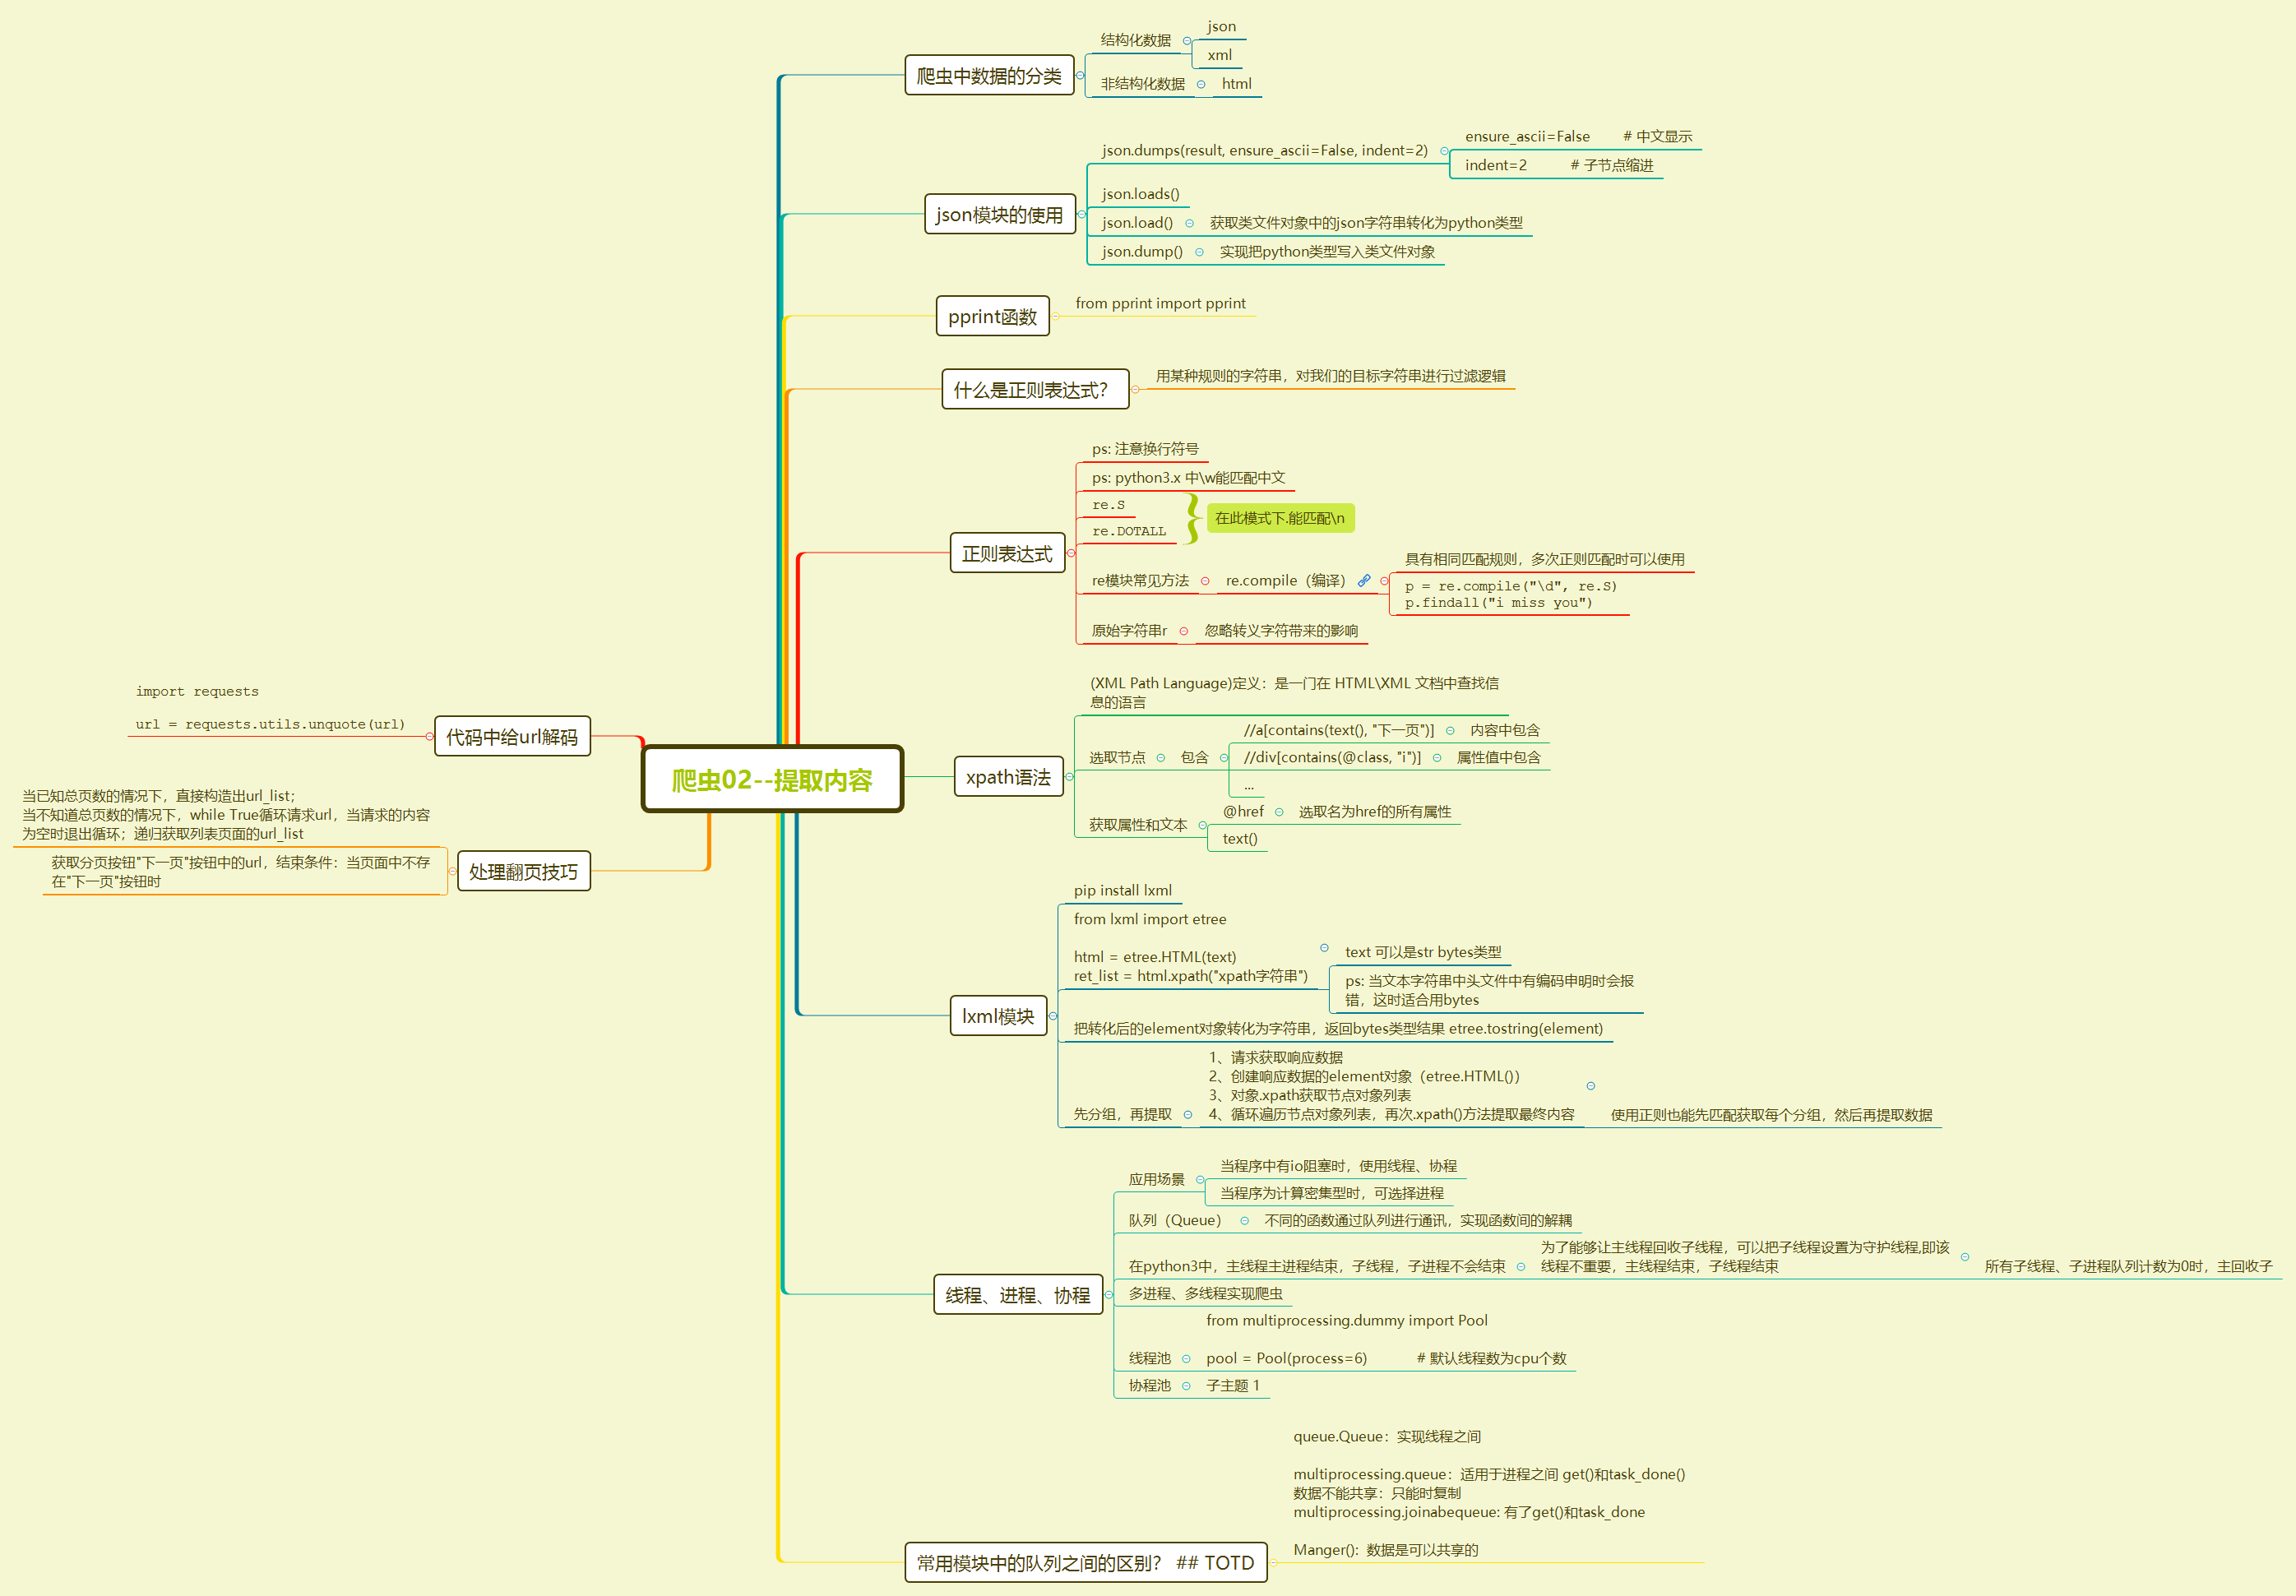 爬虫02--提取内容
爬虫中数据的分类
结构化数据
json
xml
非结构化数据
html
json模块的使用
json.dumps(result, ensure_ascii=False, indent=2)
ensure_ascii=False # 中文显示
indent=2 # 子节点缩进
json.loads()
json.load()
获取类文件对象中的json字符串转化为python类型
json.dump()
实现把python类型写入类文件对象
pprint函数
from pprint import pprint
什么是正则表达式？
用某种规则的字符串，对我们的目标字符串进行过滤逻辑
正则表达式
ps: 注意换行符号
ps: python3.x 中\w能匹配中文
re.S
re.DOTALL
在此模式下.能匹配\n
re模块常见方法
re.compile（编译）
具有相同匹配规则，多次正则匹配时可以使用
p = re.compile("\d", re.S)
p.findall("i miss you")
原始字符串r
忽略转义字符带来的影响
xpath语法
(XML Path Language)定义：是一门在 HTML\XML 文档中查找信
息的语言
选取节点
包含
//a[contains(text(), "下一页")]
内容中包含
//div[contains(@class, "i")]
属性值中包含
...
获取属性和文本
@href
选取名为href的所有属性
text()
lxml模块
pip install lxml
from lxml import etree
html = etree.HTML(text)
ret_list = html.xpath("xpath字符串")
text 可以是str bytes类型
ps: 当文本字符串中头文件中有编码申明时会报
错，这时适合用bytes
把转化后的element对象转化为字符串，返回bytes类型结果 etree.tostring(element)
先分组，再提取
1、请求获取响应数据
2、创建响应数据的element对象（etree.HTML()）
3、对象.xpath获取节点对象列表
4、循环遍历节点对象列表，再次.xpath()方法提取最终内容
使用正则也能先匹配获取每个分组，然后再提取数据
线程、进程、协程
应用场景
当程序中有io阻塞时，使用线程、协程
当程序为计算密集型时，可选择进程
队列（Queue）
不同的函数通过队列进行通讯，实现函数间的解耦
在python3中，主线程主进程结束，子线程，子进程不会结束
为了能够让主线程回收子线程，可以把子线程设置为守护线程,即该
线程不重要，主线程结束，子线程结束
所有子线程、子进程队列计数为0时，主回收子
多进程、多线程实现爬虫
线程池
from multiprocessing.dummy import Pool
pool = Pool(process=6) # 默认线程数为cpu个数
协程池
子主题 1
常用模块中的队列之间的区别？ ## TOTD
queue.Queue：实现线程之间
multiprocessing.queue：适用于进程之间 get()和task_done()
数据不能共享：只能时复制
multiprocessing.joinabequeue: 有了get()和task_done
Manger()：数据是可以共享的
代码中给url解码
import requests
url = requests.utils.unquote(url)
处理翻页技巧
当已知总页数的情况下，直接构造出url_list；
当不知道总页数的情况下，while True循环请求url，当请求的内容
为空时退出循环；递归获取列表页面的url_list
获取分页按钮"下一页"按钮中的url，结束条件：当页面中不存
在"下一页"按钮时